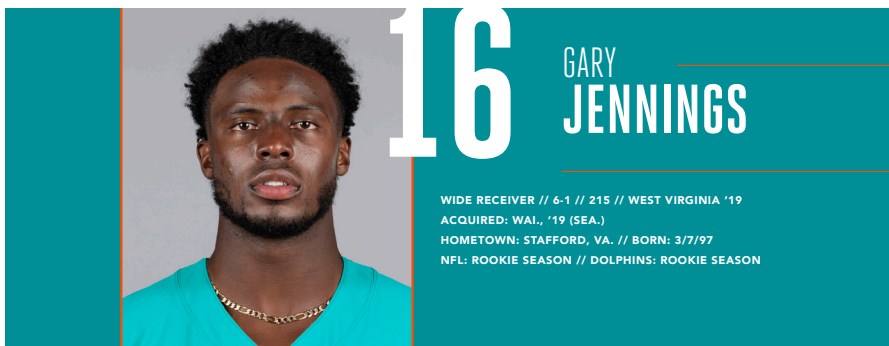 16
GARY
JENNINGS
WIDE RECEIVER // 6-1 // 215 // WEST VIRGINIA ’19
ACQUIRED: WAI., ’19 (SEA.)
HOMETOWN: STAFFORD, VA. // BORN: 3/7/97
NFL: ROOKIE SEASON // DOLPHINS: ROOKIE SEASON